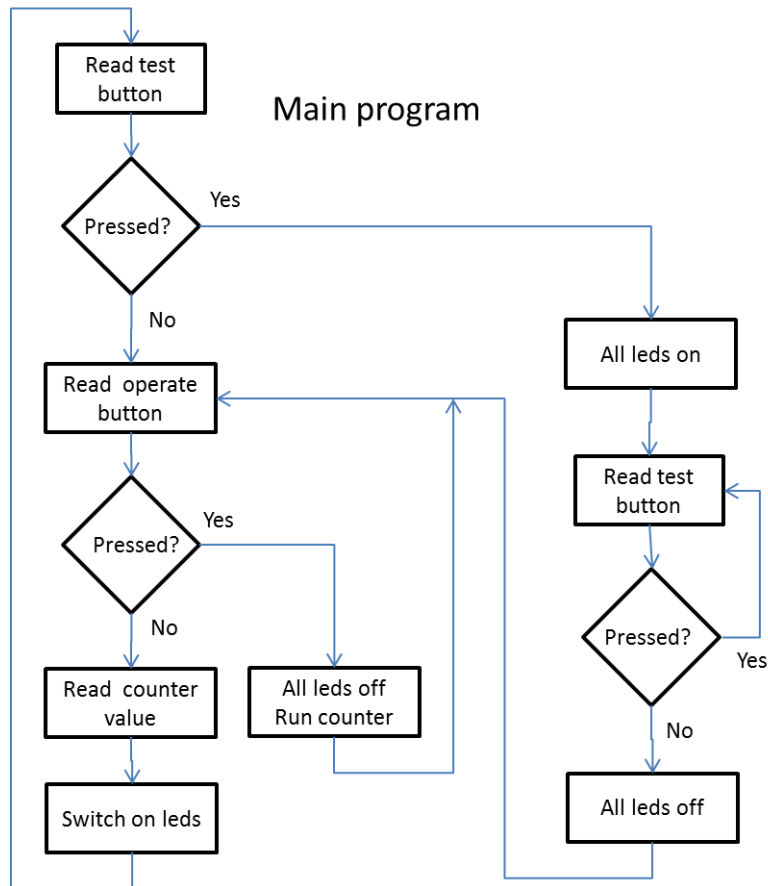 Read test
button
Main program
Pressed?
Yes
No
All leds on
Read operate
button
Read test
button
Pressed?
Yes
No
Pressed?
Yes
No
Read counter
value
All leds off
Run counter
Switch on leds
All leds off